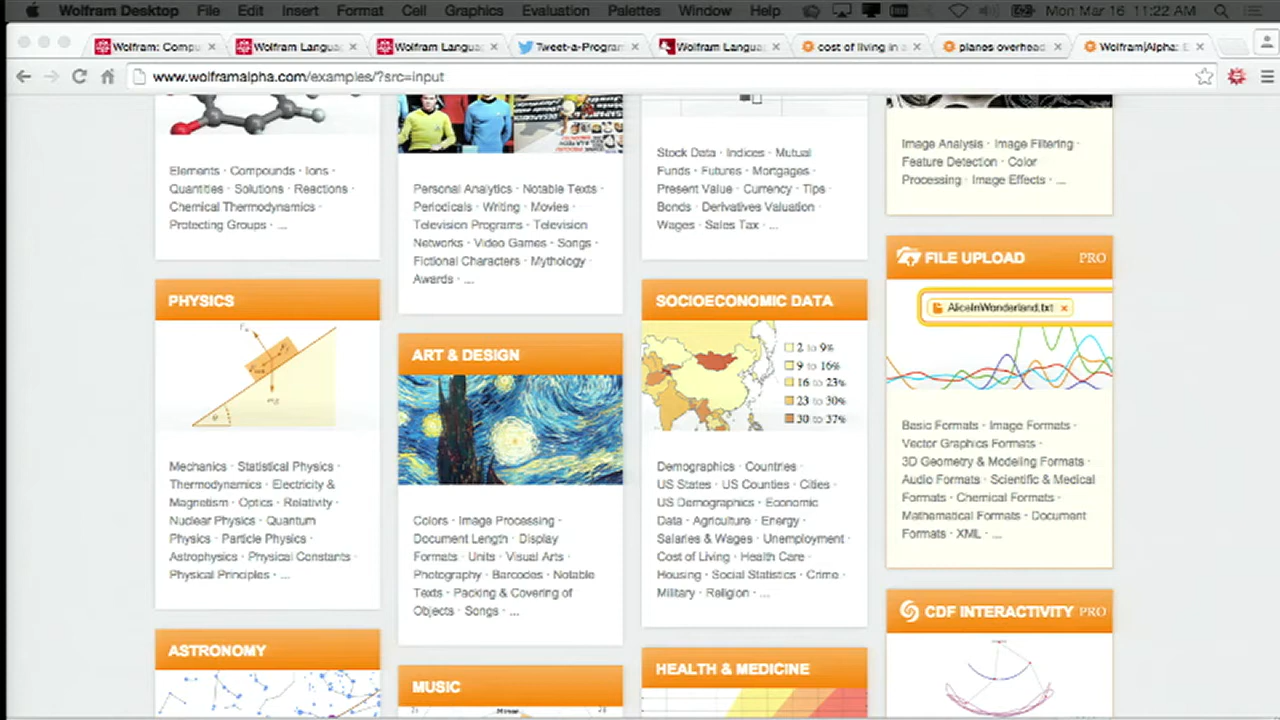 Wolfram Desktop File Edit Insert Format Cell Graphics Evaluation Palettes Window Help Mon Mar 16 11:22 AM
Wolfram: Compu Wolfram Langua Wolfram Langua Tweet-a-Program Wolfram Langua cost of living in a planes overhead Wolfram|Alpha: E
www.wolframalpha.com/examples/?src=input
Elements · Compounds · Ions ·
Quantities · Solutions · Reactions ·
Chemical Thermodynamics ·
Protecting Groups · ...
PHYSICS
Mechanics · Statistical Physics ·
Thermodynamics · Electricity &
Magnetism · Optics · Relativity ·
Nuclear Physics · Quantum
Physics · Particle Physics ·
Astrophysics · Physical Constants ·
Physical Principles · ...
ASTRONOMY
Personal Analytics · Notable Texts ·
Periodicals · Writing · Movies ·
Television Programs · Television
Networks · Video Games · Songs ·
Fictional Characters · Mythology ·
Awards · ...
ART & DESIGN
Colors · Image Processing ·
Document Length · Display
Formats · Units · Visual Arts ·
Photography · Barcodes · Notable
Texts · Packing & Covering of
Objects · Songs · ...
MUSIC
Stock Data · Indices · Mutual
Funds · Futures · Mortgages ·
Present Value · Currency · Tips ·
Bonds · Derivatives Valuation ·
Wages · Sales Tax · ...
SOCIOECONOMIC DATA
2 to 9%
9 to 16%
16 to 23%
23 to 30%
30 to 37%
Demographics · Countries ·
US States · US Counties · Cities ·
US Demographics · Economic
Data · Agriculture · Energy ·
Salaries & Wages · Unemployment ·
Cost of Living · Health Care ·
Housing · Social Statistics · Crime ·
Military · Religion · ...
HEALTH & MEDICINE
Image Analysis · Image Filtering ·
Feature Detection · Color
Processing · Image Effects · ...
FILE UPLOAD PRO
AliceInWonderland.txt ×
Basic Formats · Image Formats ·
Vector Graphics Formats ·
3D Geometry & Modeling Formats ·
Audio Formats · Scientific & Medical
Formats · Chemical Formats ·
Mathematical Formats · Document
Formats · XML · ...
CDF INTERACTIVITY PRO